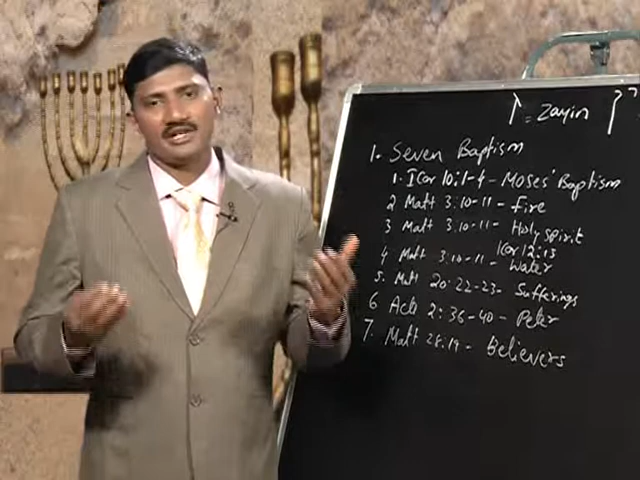 = Zayin
1. Seven Baptism
1. I Cor 10:1-4 - Moses' Baptism
2 Matt 3:10-11 - Fire
3 Matt 3:10-11 - Holy Spirit
1 Cor 12:13
4 Matt 3:10-11 - Water
5. Matt 20:22-23 - Sufferings
6 Acts 2:36-40 - Peter
7. Matt 28:19 - Believers